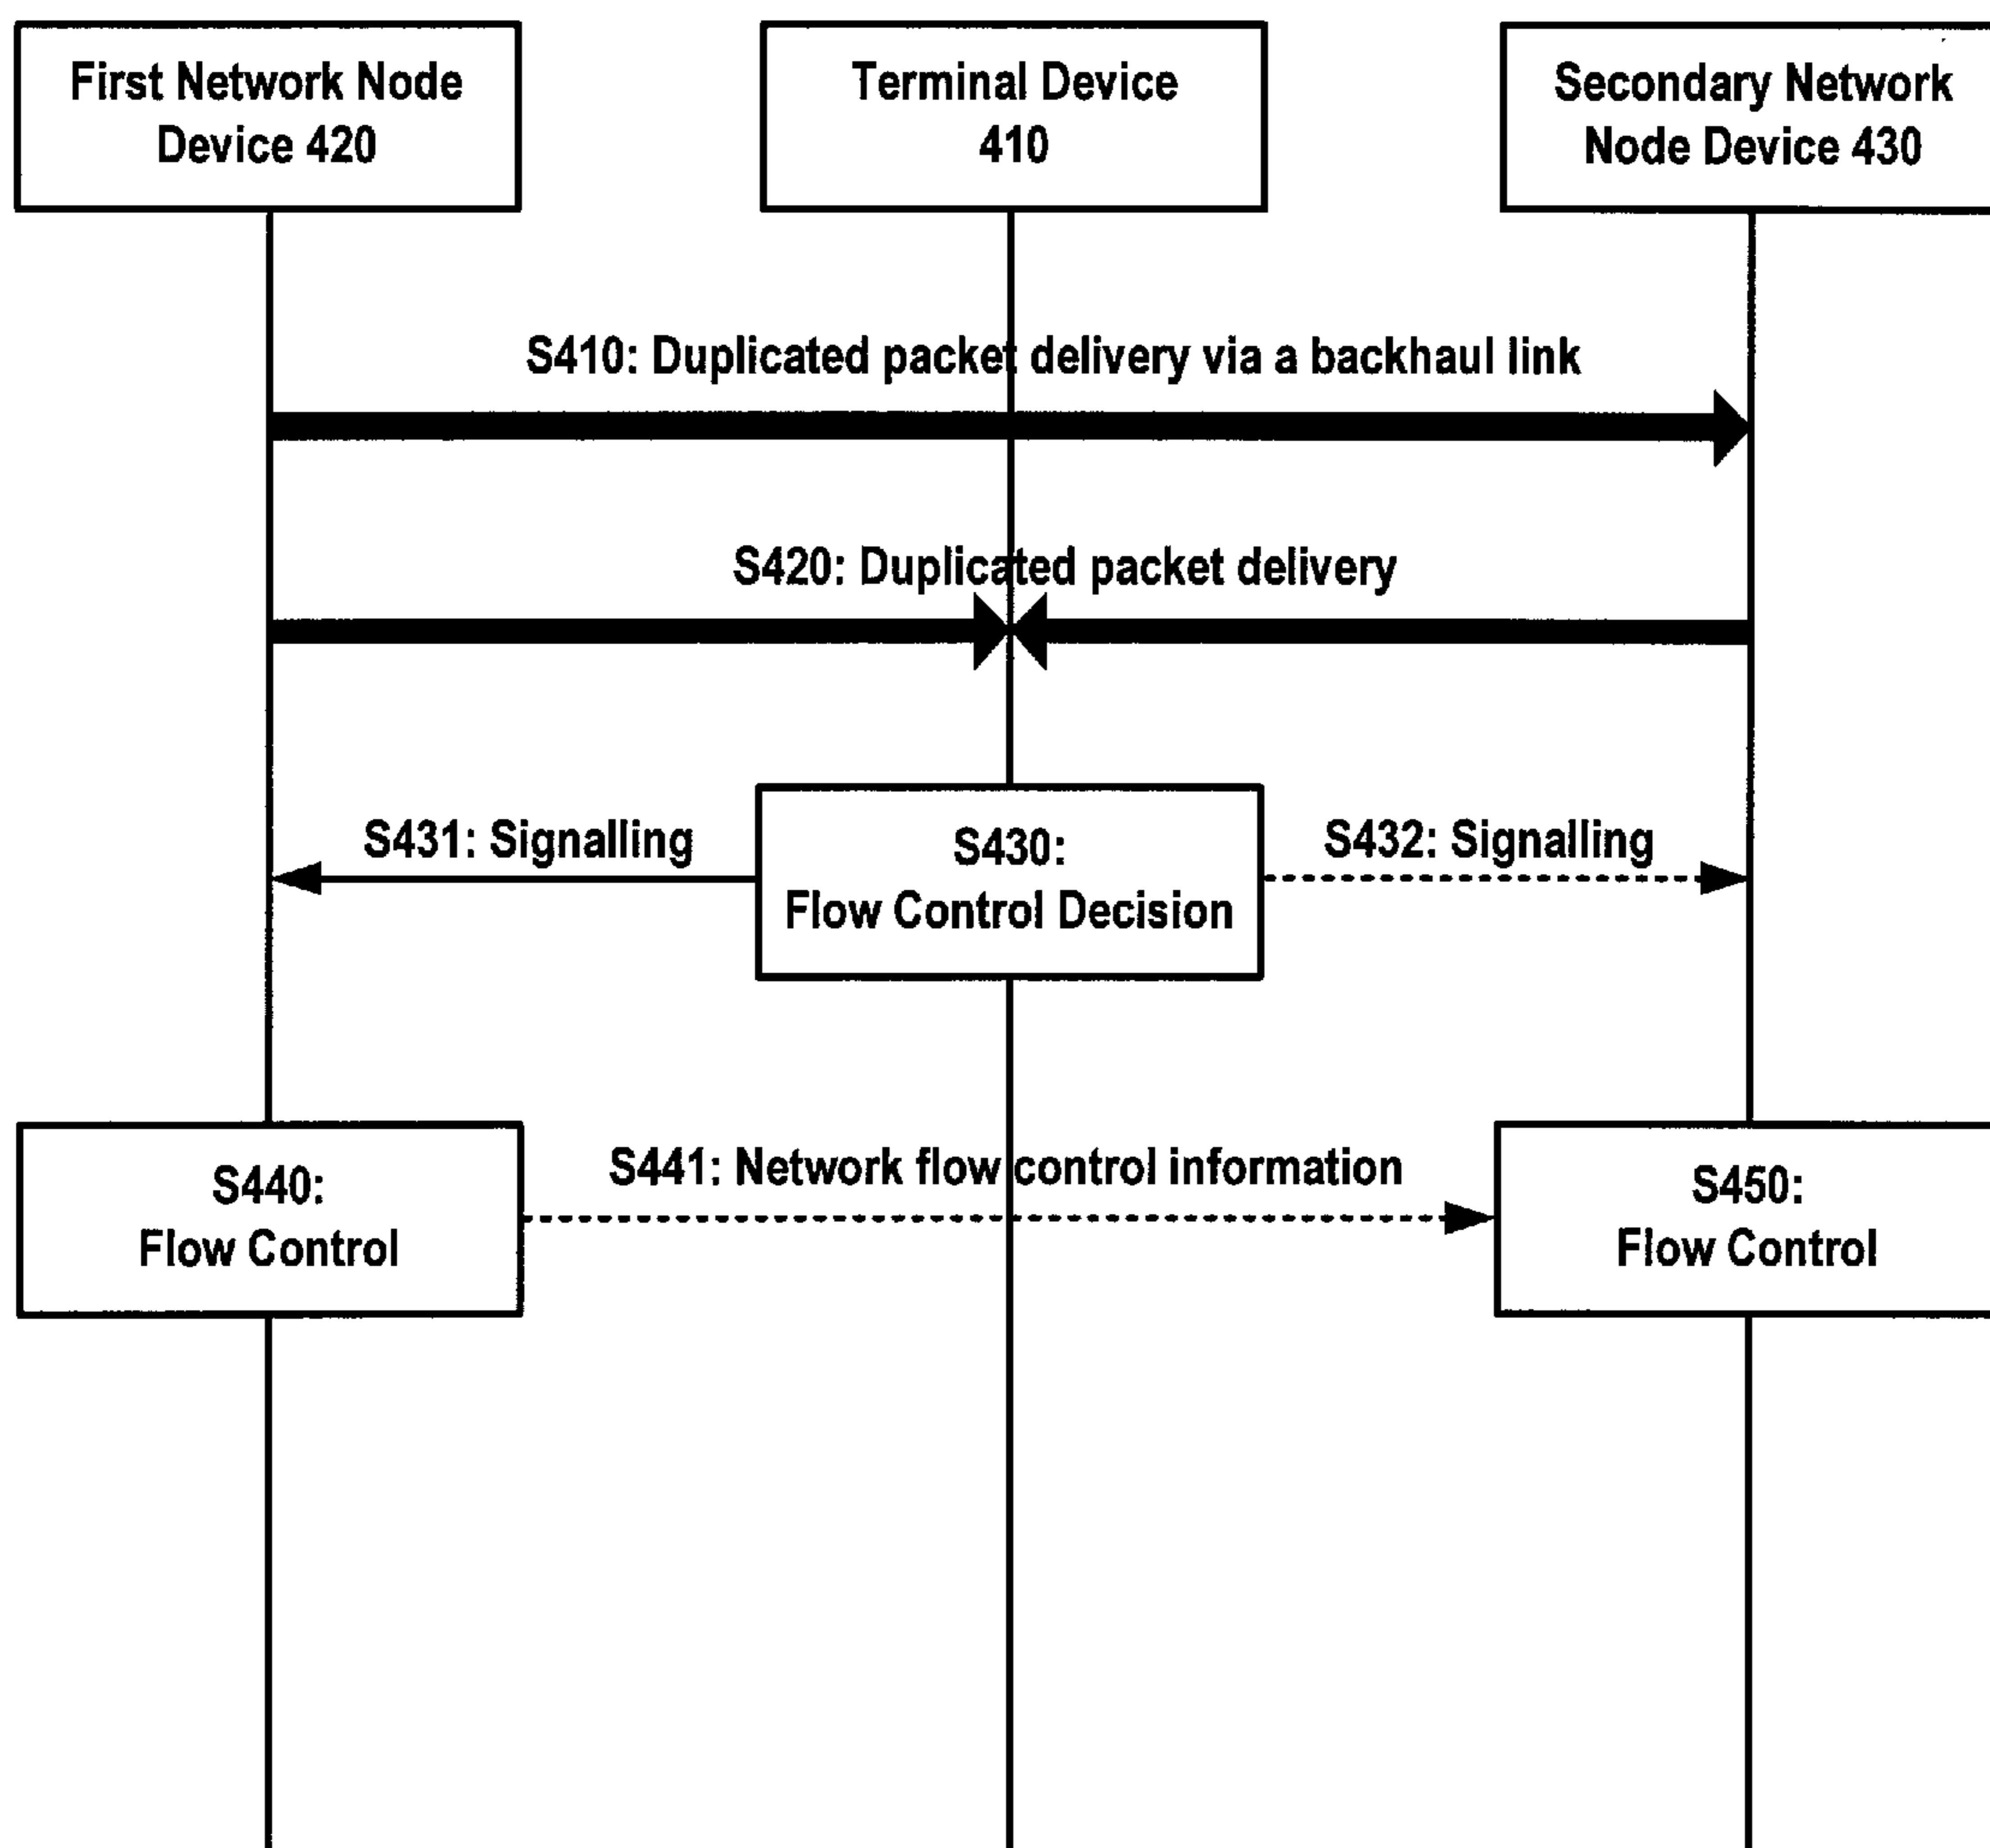 First Network Node
Device 420
Terminal Device
410
Secondary Network
Node Device 430
S410: Duplicated packet delivery via a backhaul link
S420: Duplicated packet delivery
S431: Signalling
S430:
Flow Control Decision
S432: Signalling
S440:
Flow Control
S441: Network flow control information
S450:
Flow Control